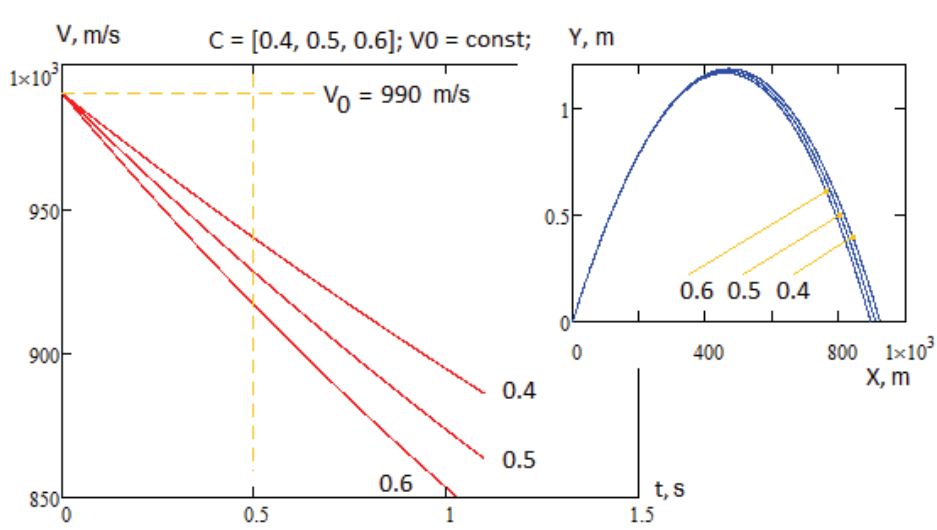 V, m/s
C = [0.4, 0.5, 0.6]; V0 = const;
1×10³
V₀ = 990 m/s
950
900
850
0.4
0.5
0.6
0
0.5
1
1.5
t, s
Y, m
1
0.5
0
0.6 0.5 0.4
0
400
800
1×10³
X, m